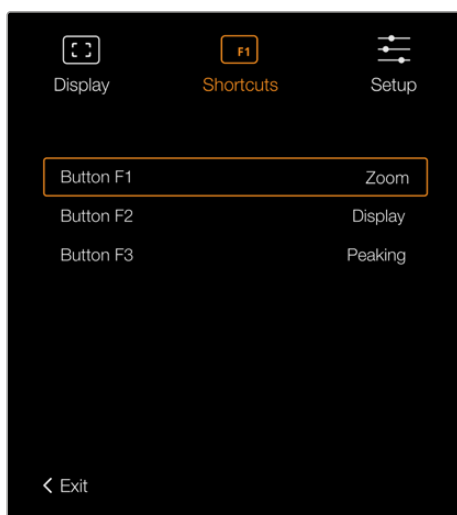 F1
Display Shortcuts Setup
Button F1 Zoom
Button F2 Display
Button F3 Peaking
Exit